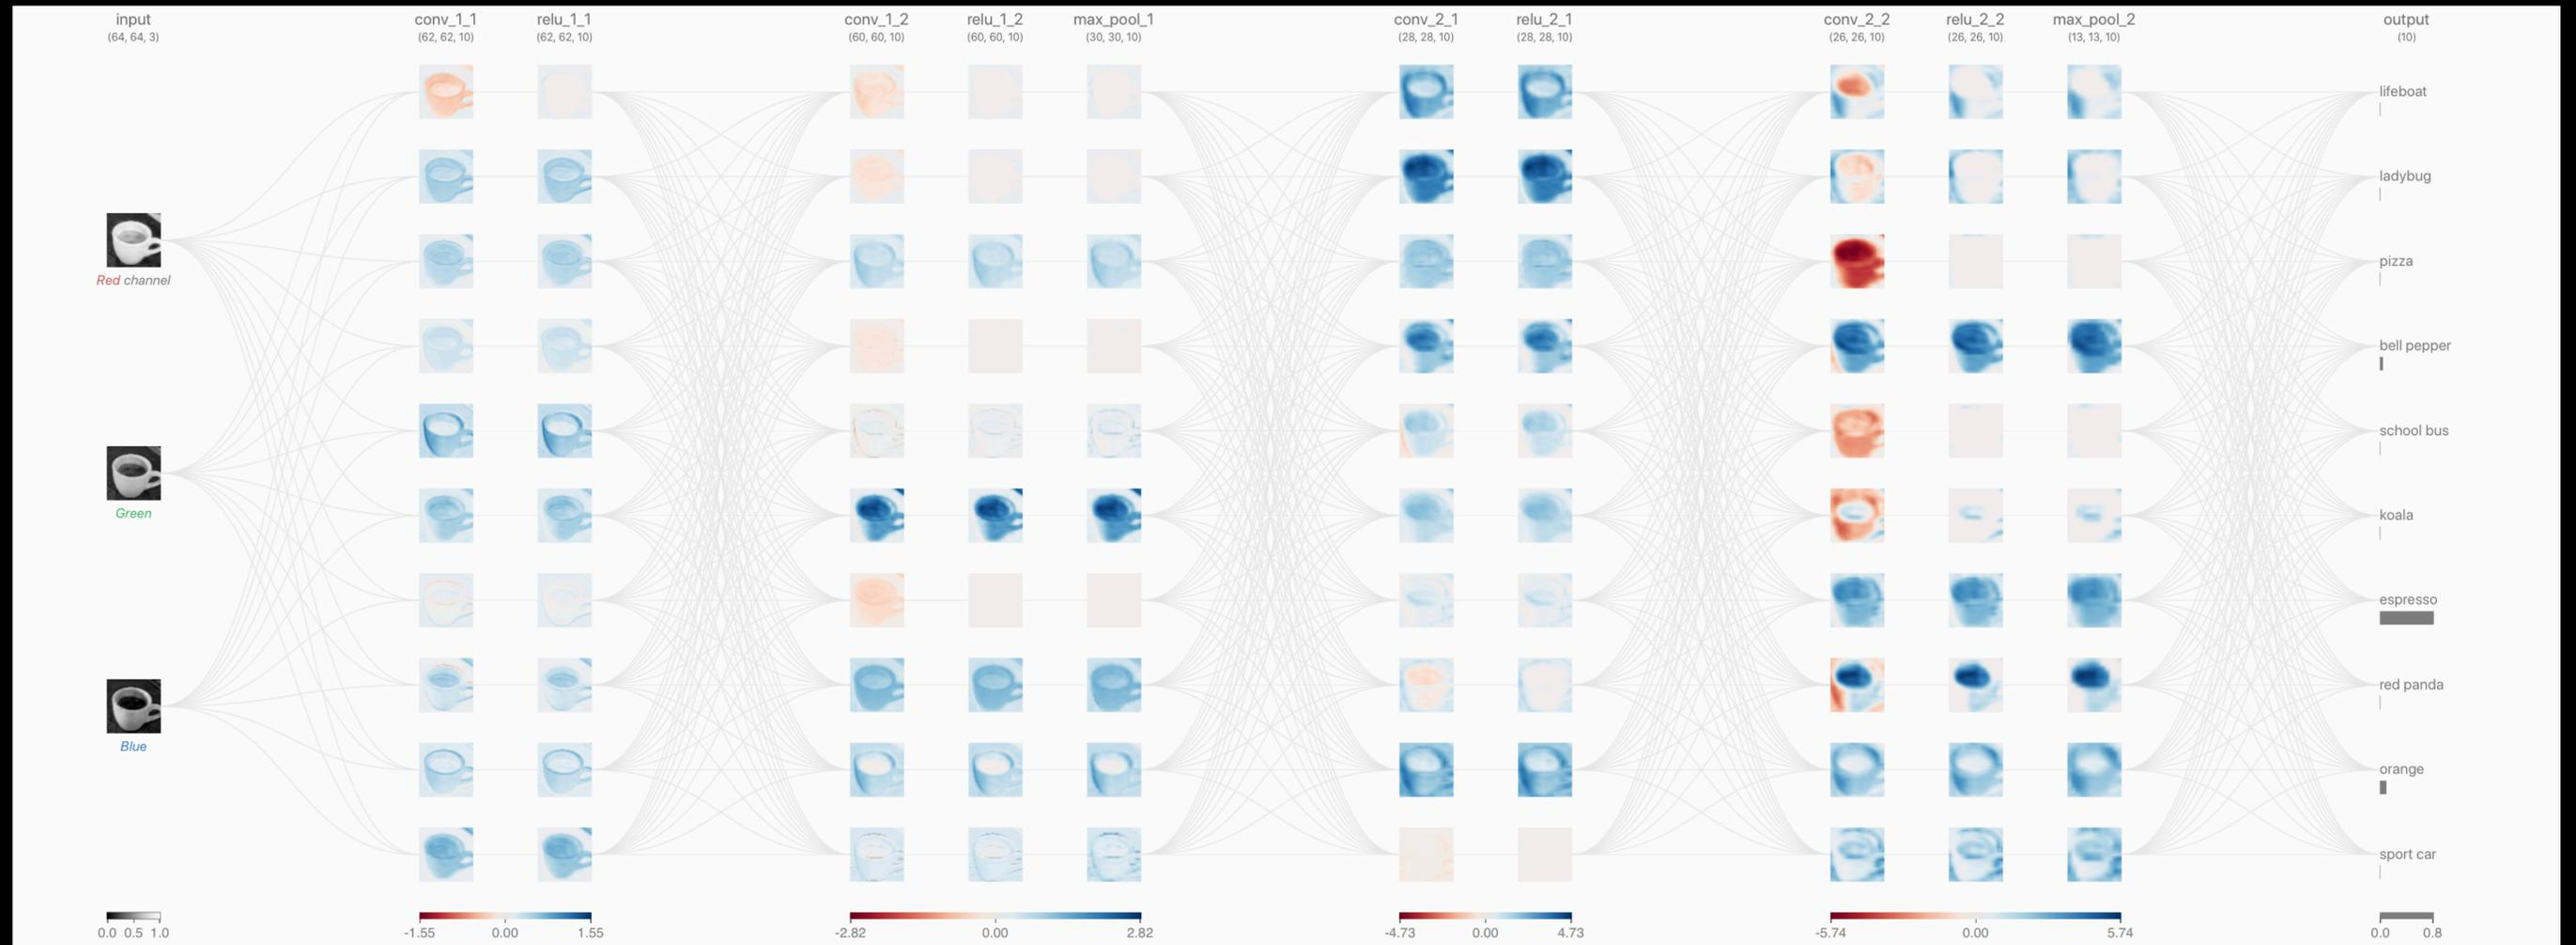 input conv_1_1 relu_1_1 conv_1_2 relu_1_2 max_pool_1 conv_2_1 relu_2_1 conv_2_2 relu_2_2 max_pool_2 output
(64, 64, 3) (62, 62, 10) (62, 62, 10) (60, 60, 10) (60, 60, 10) (30, 30, 10) (28, 28, 10) (28, 28, 10) (26, 26, 10) (26, 26, 10) (13, 13, 10) (10)
Red channel
Green
Blue
lifeboat
ladybug
pizza
bell pepper
school bus
koala
espresso
red panda
orange
sport car
0.0 0.5 1.0 -1.55 0.00 1.55 -2.82 0.00 2.82 -4.73 0.00 4.73 -5.74 0.00 5.74 0.0 0.8